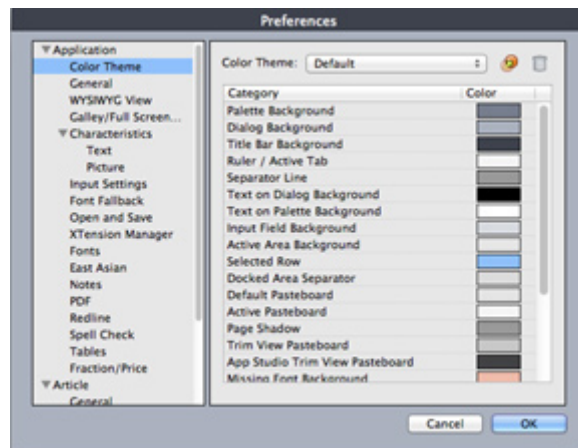 Preferences
Application
Color Theme
General
WYSIWYG View
Galley/Full Screen...
Characteristics
Text
Picture
Input Settings
Font Fallback
Open and Save
XTension Manager
Fonts
East Asian
Notes
PDF
Redline
Spell Check
Tables
Fraction/Price
Article
General
Color Theme: Default
Category Color
Palette Background
Dialog Background
Title Bar Background
Ruler / Active Tab
Separator Line
Text on Dialog Background
Text on Palette Background
Input Field Background
Active Area Background
Selected Row
Docked Area Separator
Default Pasteboard
Active Pasteboard
Page Shadow
Trim View Pasteboard
App Studio Trim View Pasteboard
Missing Font Background
Cancel OK